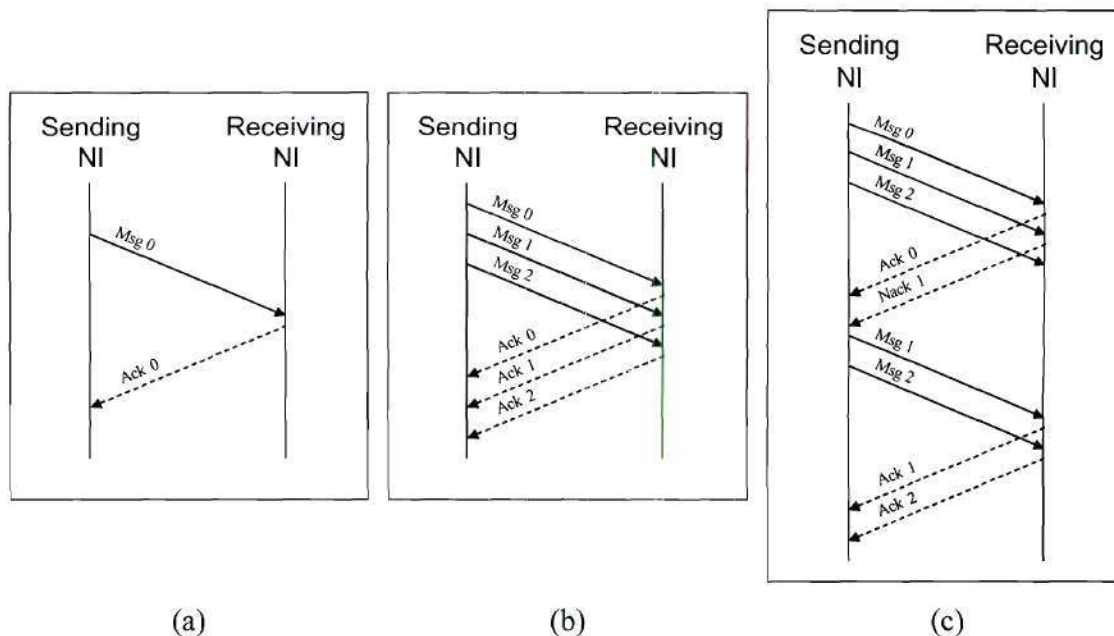 Sending Receiving
NI NI
Msg 0
Ack 0
(a)
Sending Receiving
NI NI
Msg 0
Msg 1
Msg 2
Ack 0
Ack 1
Ack 2
(b)
Sending Receiving
NI NI
Msg 0
Msg 1
Msg 2
Ack 0
Nack 1
Msg 1
Msg 2
Ack 1
Ack 2
(c)